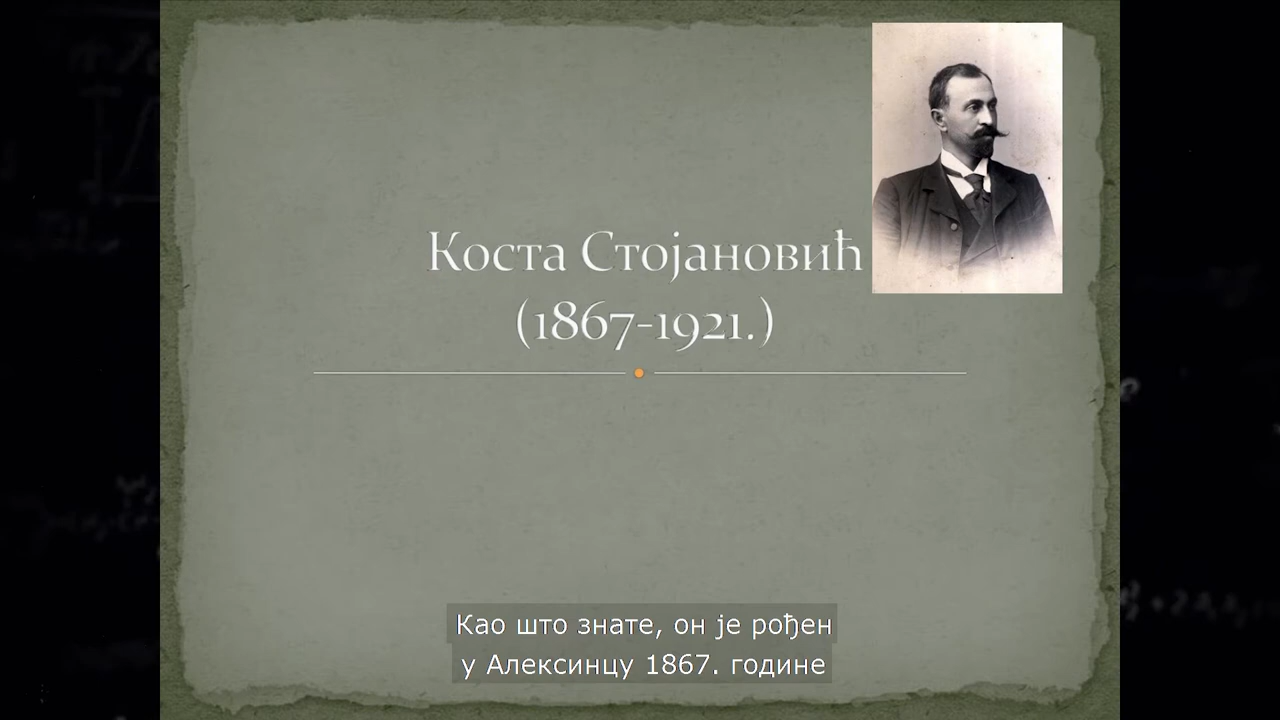 Коста Стојановић
(1867-1921.)
Као што знате, он је рођен
у Алексинцу 1867. године